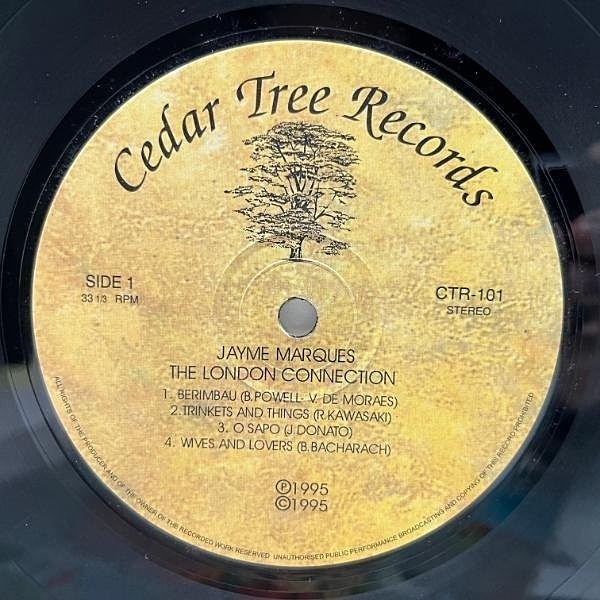 Cedar Tree Records
SIDE 1
33 1/3 RPM
CTR-101
STEREO
JAYME MARQUES
THE LONDON CONNECTION
1. BERIMBAU (B.POWELL- V. DE MORAES)
2. TRINKETS AND THINGS (R.KAWASAKI)
3. O SAPO (J.DONATO)
4. WIVES AND LOVERS (B.BACHARACH)
℗1995
©1995
ALL RIGHTS OF THE PRODUCER AND OF THE OWNER OF THE RECORDED WORK RESERVED UNAUTHORISED PUBLIC PERFORMANCE BROADCASTING AND COPYING OF THIS RECORD PROHIBITED